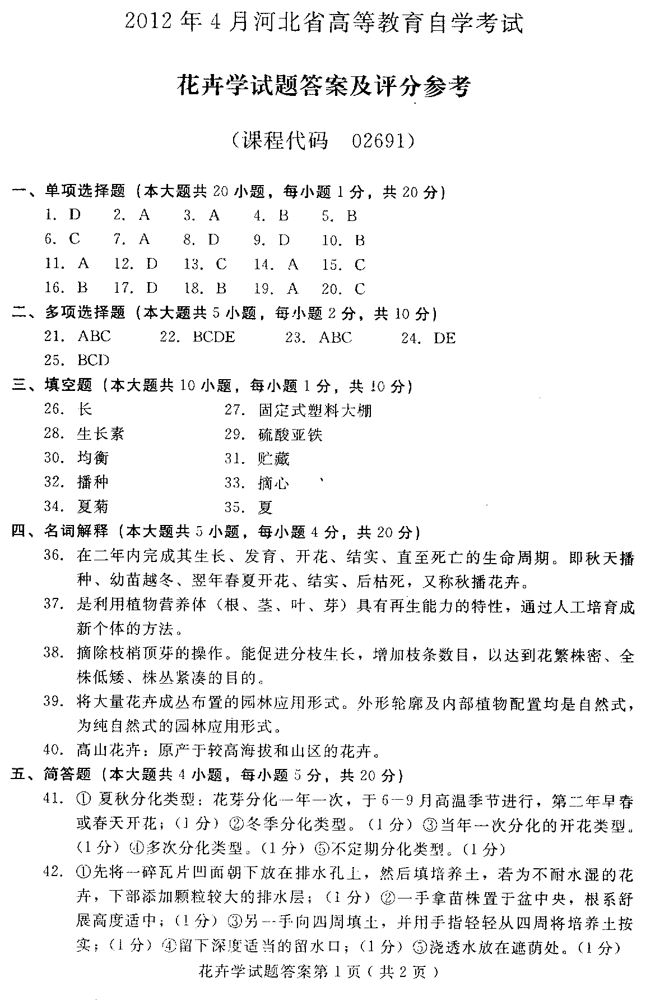 2012 年 4 月河北省高等教育自学考试
花卉学试题答案及评分参考
（课程代码　02691）
一、单项选择题（本大题共 20 小题，每小题 1 分，共 20 分）
1. D　2. A　3. A　4. B　5. B
6. C　7. A　8. D　9. D　10. B
11. A　12. D　13. C　14. A　15. C
16. B　17. D　18. B　19. A　20. C
二、多项选择题（本大题共 5 小题，每小题 2 分，共 10 分）
21. ABC　22. BCDE　23. ABC　24. DE
25. BCD
三、填空题（本大题共 10 小题，每小题 1 分，共 10 分）
26. 长　27. 固定式塑料大棚
28. 生长素　29. 硫酸亚铁
30. 均衡　31. 贮藏
32. 播种　33. 摘心
34. 夏菊　35. 夏
四、名词解释（本大题共 5 小题，每小题 4 分，共 20 分）
36. 在二年内完成其生长、发育、开花、结实、直至死亡的生命周期。即秋天播
种、幼苗越冬、翌年春夏开花、结实、后枯死，又称秋播花卉。
37. 是利用植物营养体（根、茎、叶、芽）具有再生能力的特性，通过人工培育成
新个体的方法。
38. 摘除枝梢顶芽的操作。能促进分枝生长，增加枝条数目，以达到花繁株密、全
株低矮、株丛紧凑的目的。
39. 将大量花卉成丛布置的园林应用形式。外形轮廓及内部植物配置均是自然式，
为纯自然式的园林应用形式。
40. 高山花卉：原产于较高海拔和山区的花卉。
五、简答题（本大题共 4 小题，每小题 5 分，共 20 分）
41. ① 夏秋分化类型：花芽分化一年一次，于 6－9 月高温季节进行，第二年早春
或春天开花；（1 分）②冬季分化类型。（1 分）③当年一次分化的开花类型。
（1 分）④多次分化类型。（1 分）⑤不定期分化类型。（1 分）
42. ①先将一碎瓦片凹面朝下放在排水孔上，然后填培养土，若为不耐水湿的花
卉，下部添加颗粒较大的排水层；（1 分）②一手拿苗株置于盆中央，根系舒
展高度适中；（1 分）③另一手向四周填土，并用手指轻轻从四周将培养土按
实；（1 分）④留下深度适当的留水口；（1 分）⑤浇透水放在遮荫处。（1 分）
花卉学试题答案第 1 页（ 共 2 页 ）